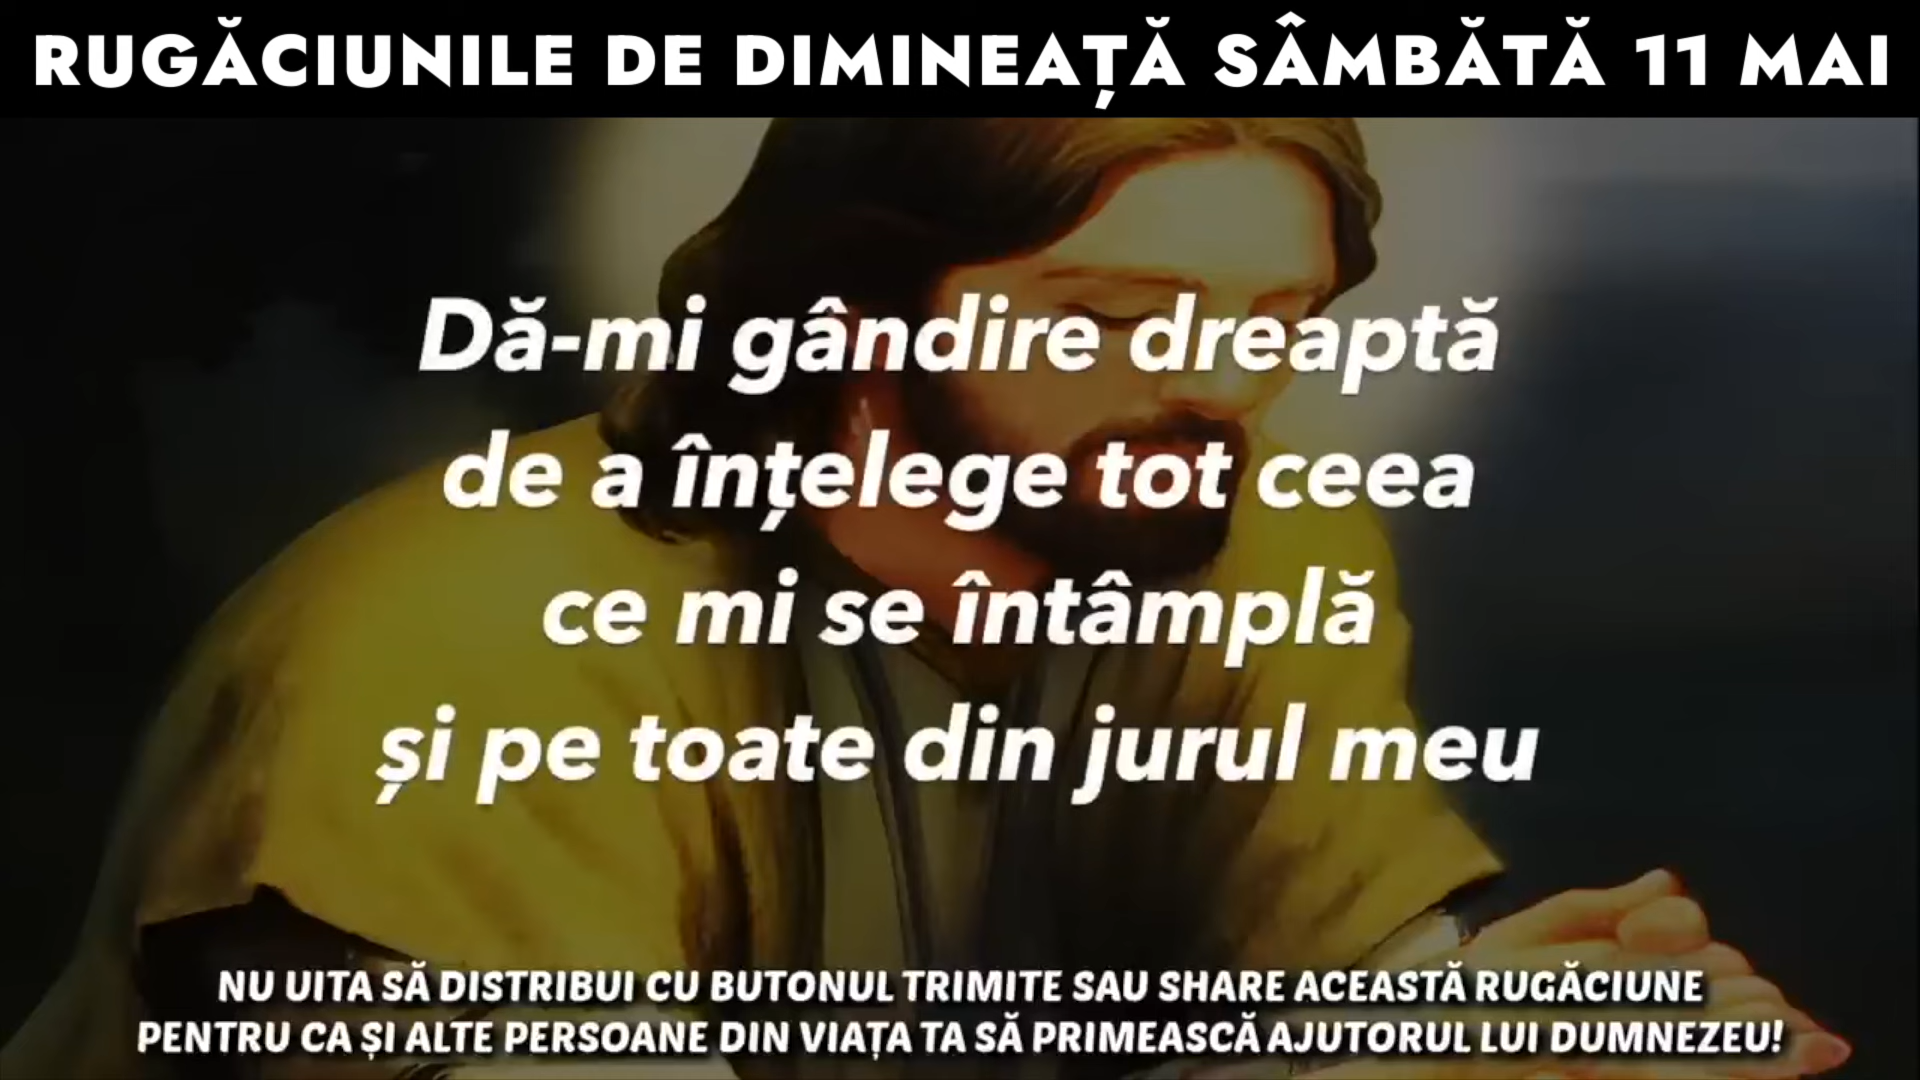 RUGĂCIUNILE DE DIMINEAȚĂ SÂMBĂTĂ 11 MAI
Dă-mi gândire dreaptă
de a înțelege tot ceea
ce mi se întâmplă
și pe toate din jurul meu
NU UITA SĂ DISTRIBUI CU BUTONUL TRIMITE SAU SHARE ACEASTĂ RUGĂCIUNE
PENTRU CA ȘI ALTE PERSOANE DIN VIAȚA TA SĂ PRIMEASCĂ AJUTORUL LUI DUMNEZEU!